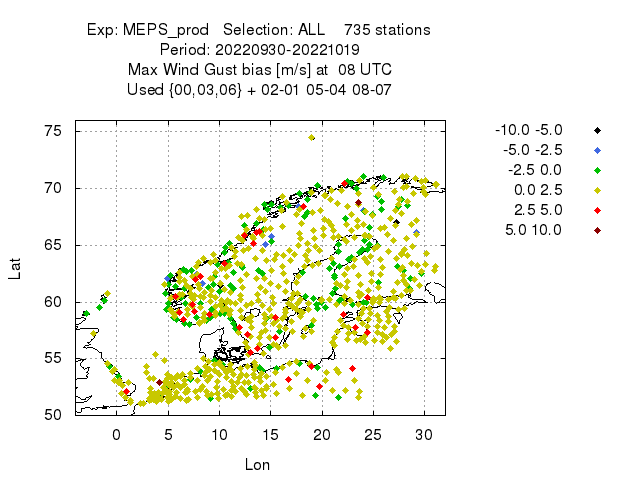 Exp: MEPS_prod   Selection: ALL    735 stations
Period: 20220930-20221019
Max Wind Gust bias [m/s] at  08 UTC
Used {00,03,06} + 02-01 05-04 08-07
-10.0 -5.0
-5.0 -2.5
-2.5 0.0
0.0 2.5
2.5 5.0
5.0 10.0
75
70
65
60
55
50
Lat
0 5 10 15 20 25 30
Lon